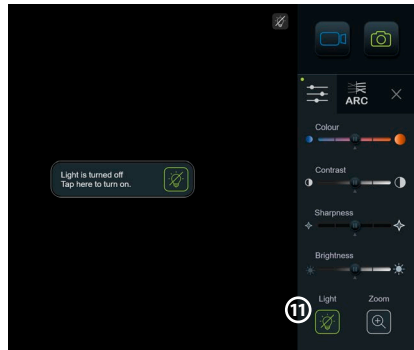 ARC
Colour
Light is turned off
Tap here to turn on.
Contrast
Sharpness
Brightness
11
Light Zoom